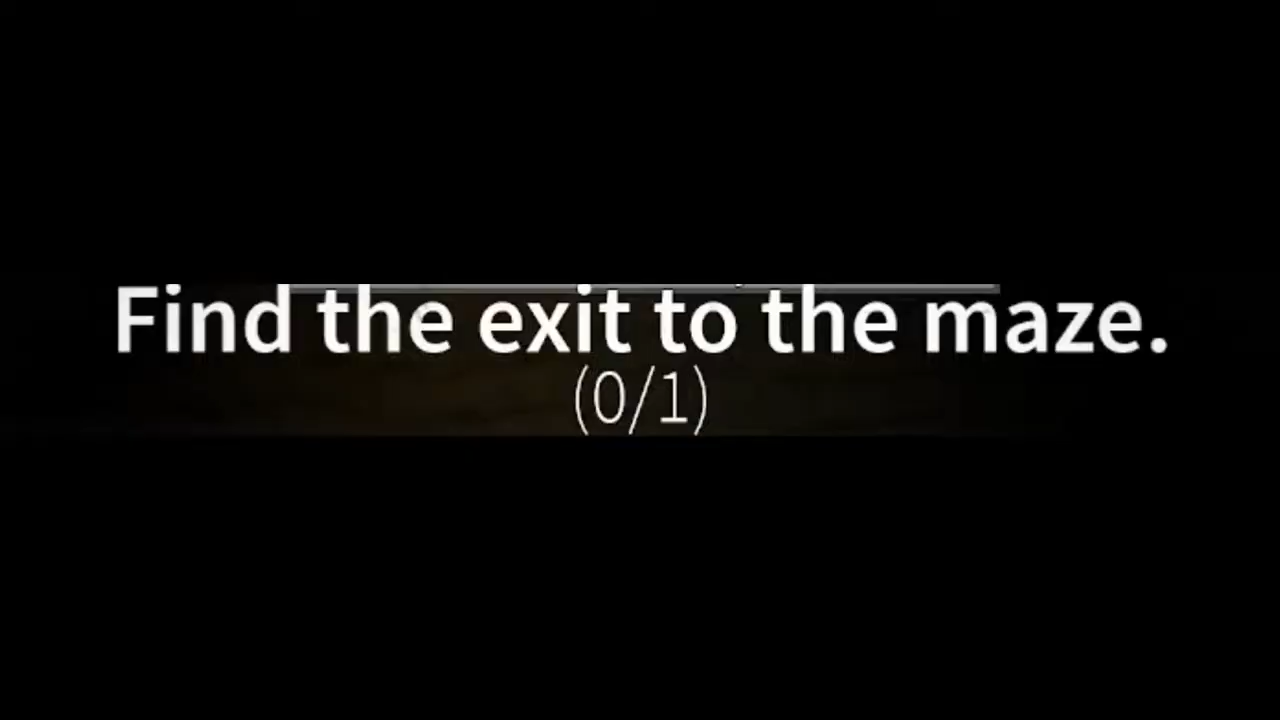 Find the exit to the maze.
(0/1)